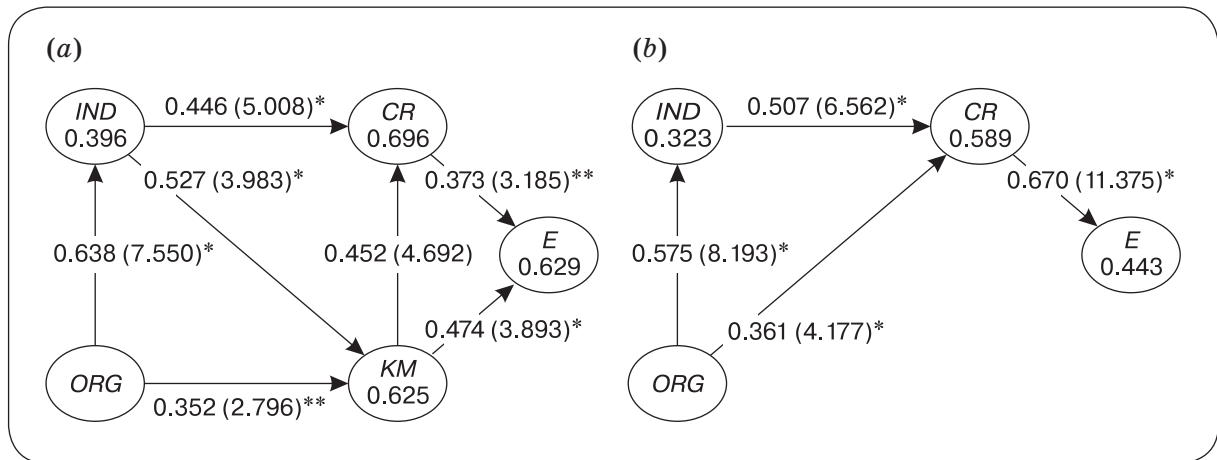 (a)
IND
0.396
0.446 (5.008)*
CR
0.696
0.527 (3.983)*
0.373 (3.185)**
0.638 (7.550)*
0.452 (4.692)
E
0.629
0.474 (3.893)*
ORG
0.352 (2.796)**
KM
0.625
(b)
IND
0.323
0.507 (6.562)*
CR
0.589
0.670 (11.375)*
0.575 (8.193)*
E
0.443
0.361 (4.177)*
ORG